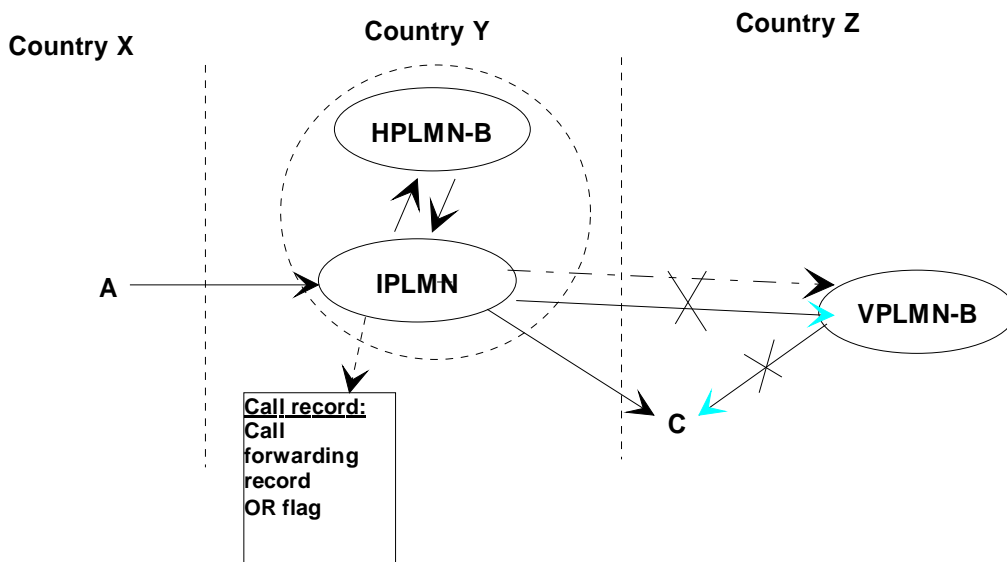 Country X
Country Y
Country Z
HPLMN-B
IPLMN
A
VPLMN-B
C
Call record:
Call
forwarding
record
OR flag